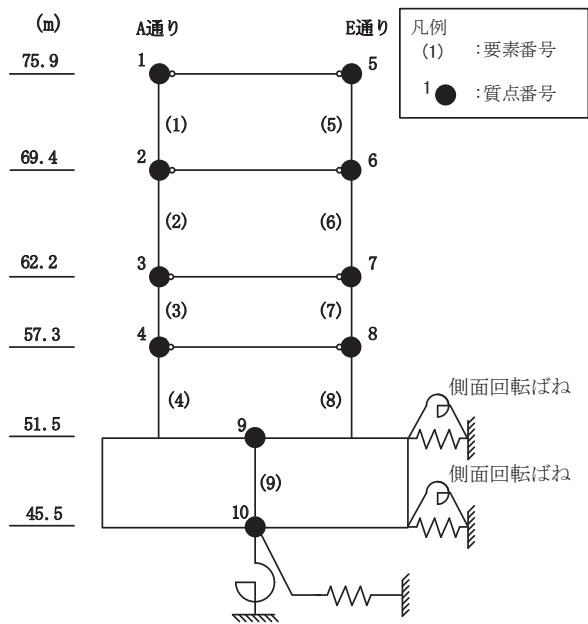 (m) A通り E通り
凡例
(1) :要素番号
1 :質点番号
75.9 1 5
(1) (5)
69.4 2 6
(2) (6)
62.2 3 7
(3) (7)
57.3 4 8
側面回転ばね
(4) (8)
51.5 9
側面回転ばね
(9)
45.5 10